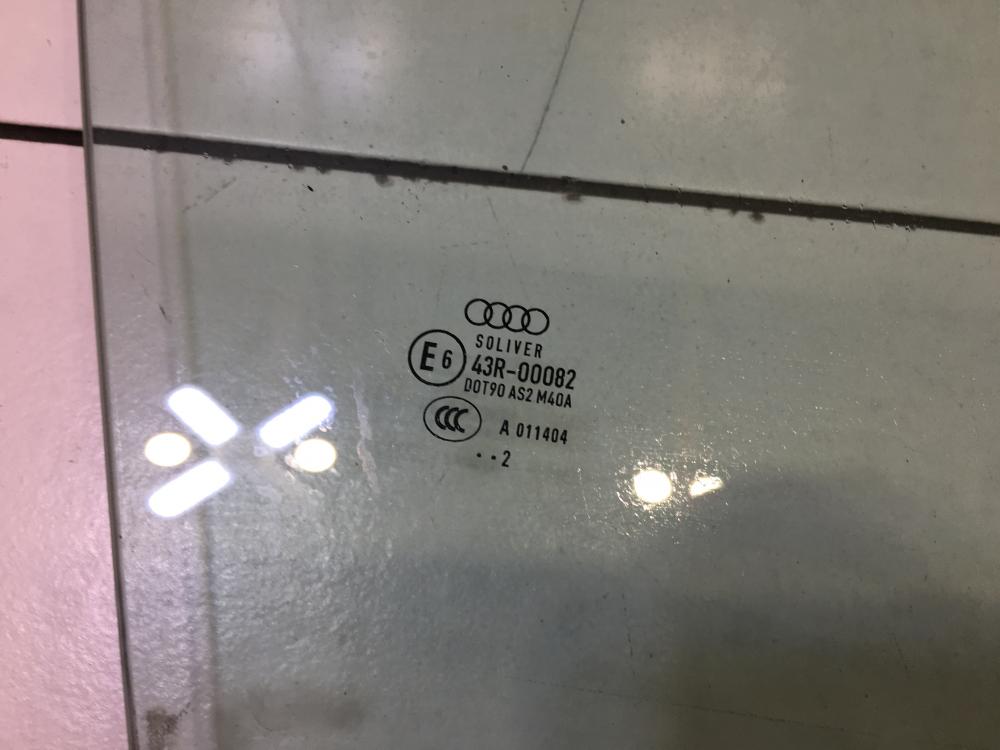 SOLIVER
E6 43R-00082
DOT90 AS2 M40A
CCC A 011404
··2